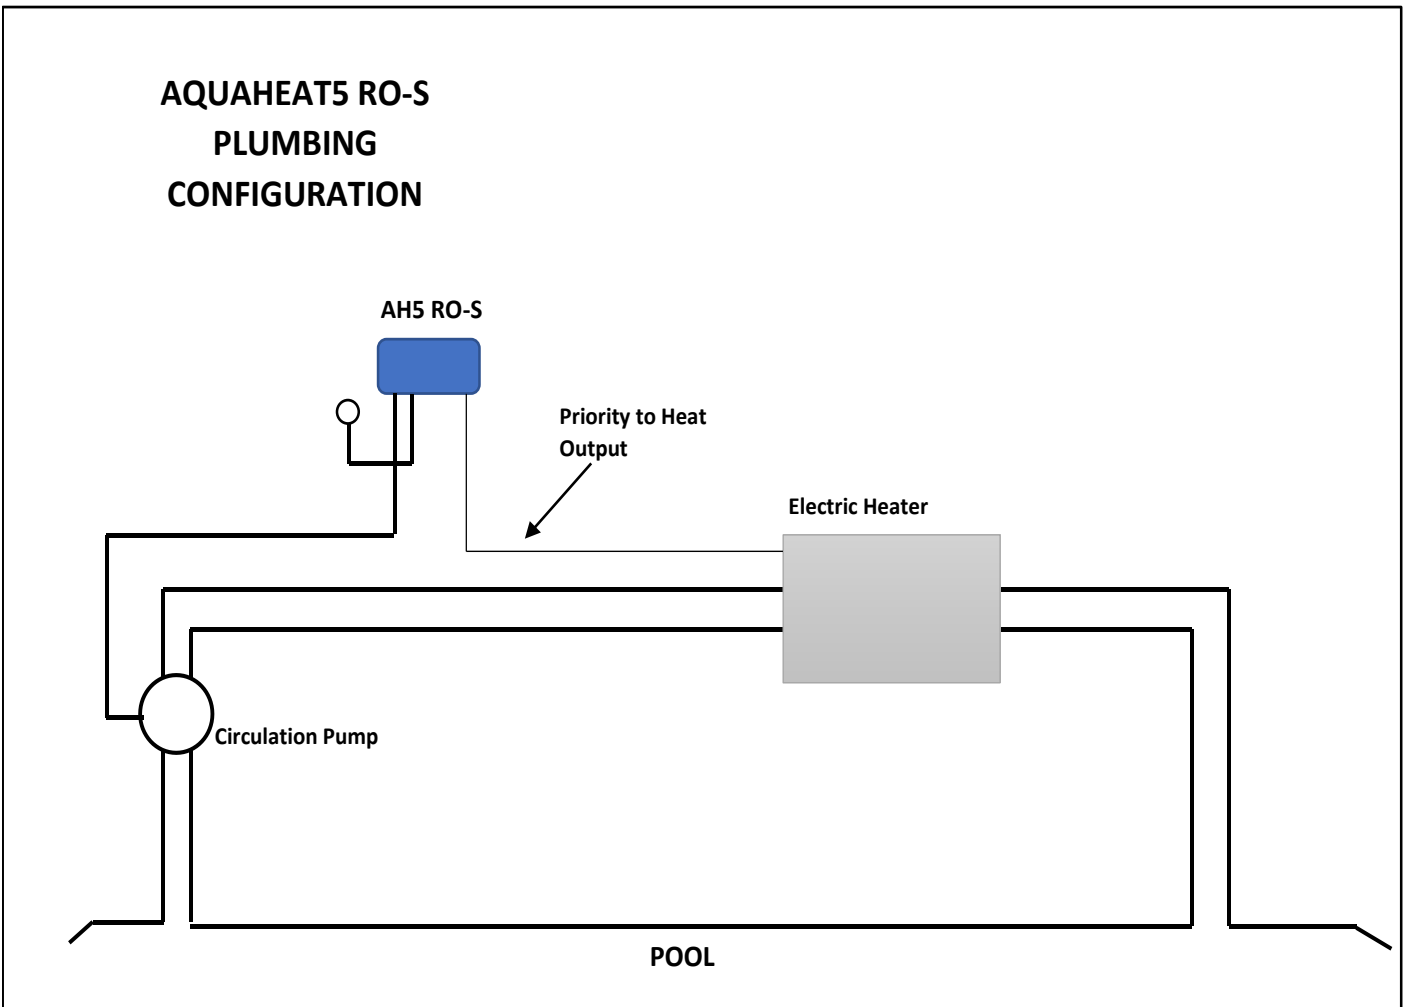 AQUAHEAT5 RO-S
PLUMBING
CONFIGURATION
AH5 RO-S
Priority to Heat
Output
Electric Heater
Circulation Pump
POOL